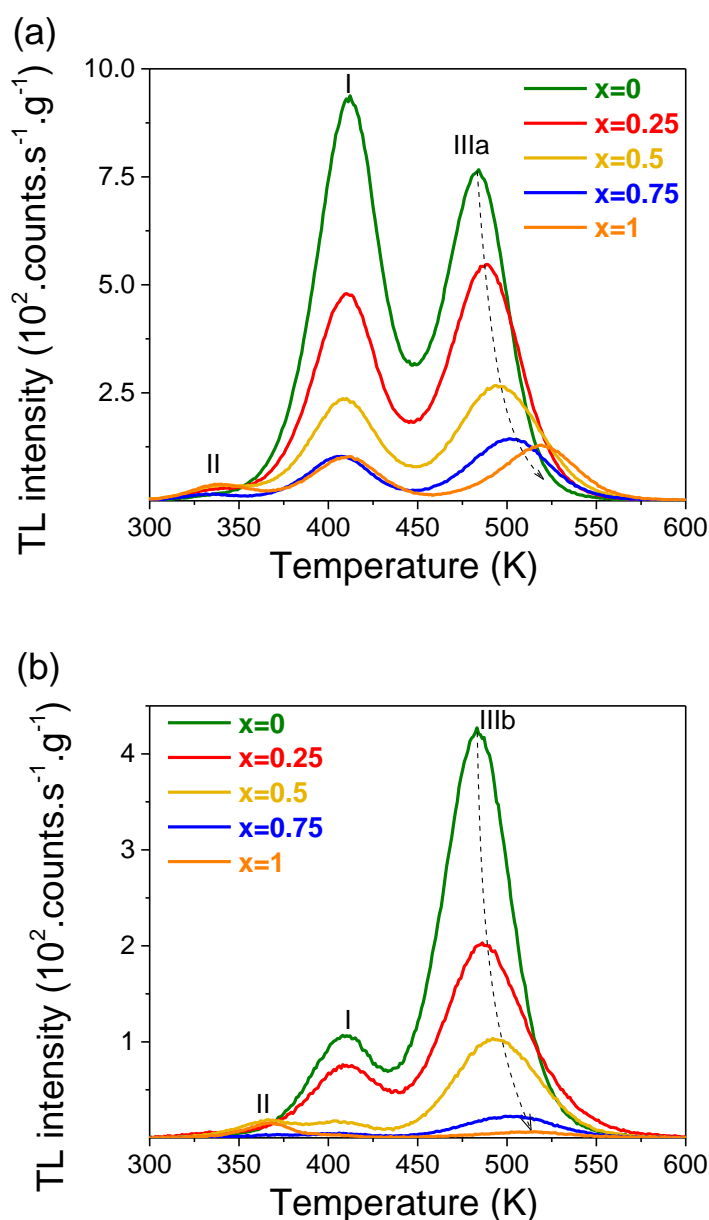 (a)
10.0
7.5
5.0
2.5
TL intensity (10².counts.s⁻¹.g⁻¹)
I
II
IIIa
x=0
x=0.25
x=0.5
x=0.75
x=1
300 350 400 450 500 550 600
Temperature (K)
(b)
4
3
2
1
TL intensity (10².counts.s⁻¹.g⁻¹)
x=0
x=0.25
x=0.5
x=0.75
x=1
IIIb
I
II
300 350 400 450 500 550 600
Temperature (K)